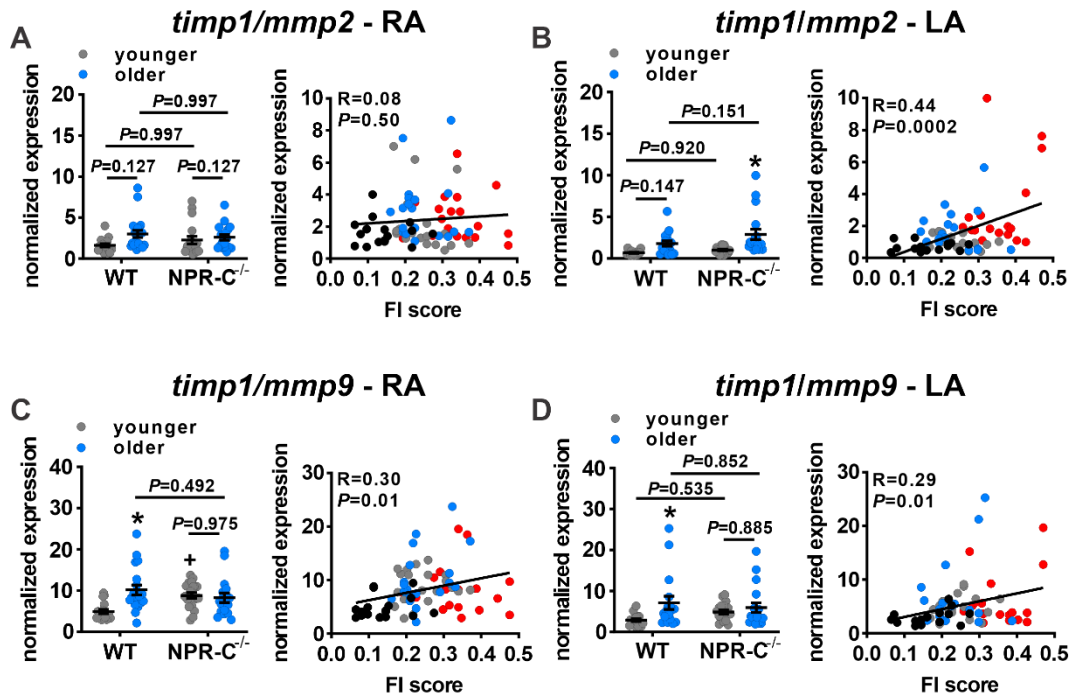 timp1/mmp2 - RA
A
younger
older
normalized expression
20
15
10
5
0
P=0.997
P=0.997
P=0.127
P=0.127
WT
NPR-C-/-
normalized expression
10
8
6
4
2
0
R=0.08
P=0.50
0.0 0.1 0.2 0.3 0.4 0.5
FI score
timp1/mmp2 - LA
B
younger
older
normalized expression
20
15
10
5
0
P=0.151
P=0.920
P=0.147
*
WT
NPR-C-/-
normalized expression
10
8
6
4
2
0
R=0.44
P=0.0002
0.0 0.1 0.2 0.3 0.4 0.5
FI score
timp1/mmp9 - RA
C
younger
older
normalized expression
40
30
20
10
0
P=0.492
*
P=0.975
+
WT
NPR-C-/-
normalized expression
30
20
10
0
R=0.30
P=0.01
0.0 0.1 0.2 0.3 0.4 0.5
FI score
timp1/mmp9 - LA
D
younger
older
normalized expression
40
30
20
10
0
P=0.852
P=0.535
*
P=0.885
WT
NPR-C-/-
normalized expression
30
20
10
0
R=0.29
P=0.01
0.0 0.1 0.2 0.3 0.4 0.5
FI score